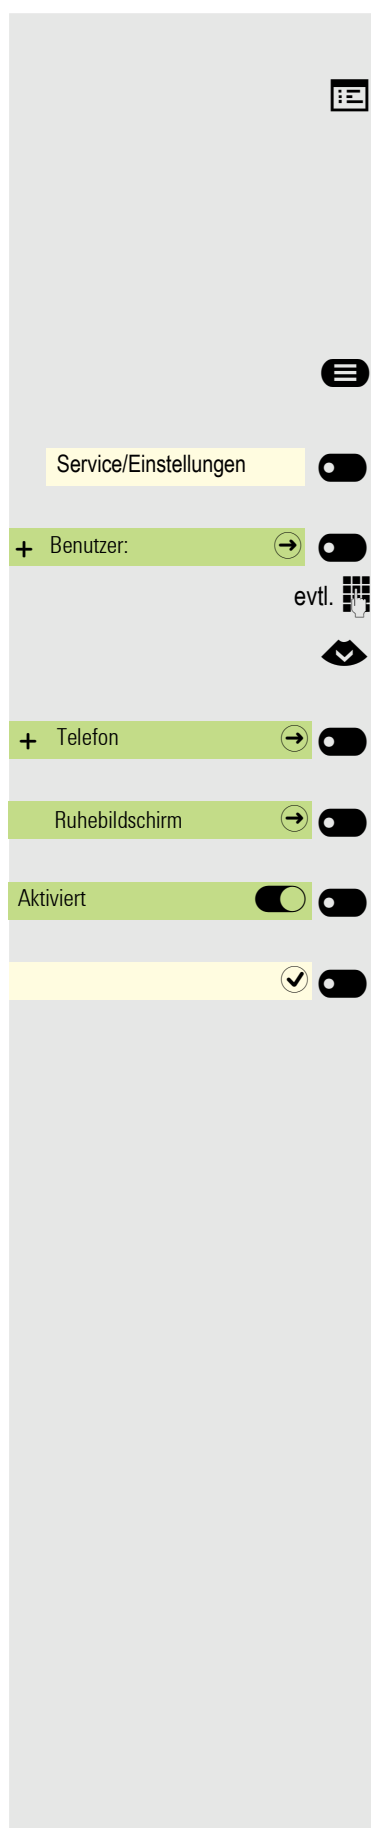 Service/Einstellungen
Benutzer:
evtl.
Telefon
Ruhebildschirm
Aktiviert